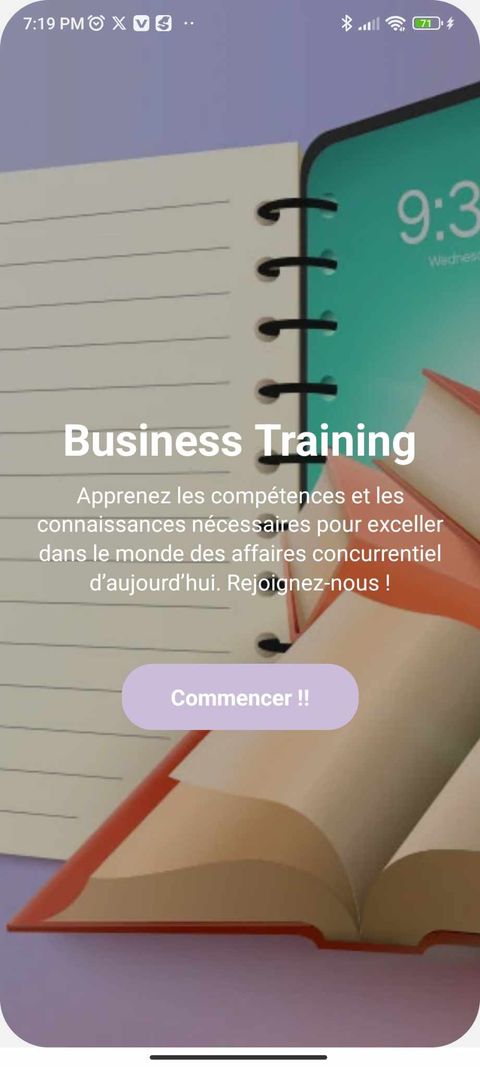 7:19 PM
71
9:3
Wednes
Business Training
Apprenez les compétences et les
connaissances nécessaires pour exceller
dans le monde des affaires concurrentiel
d’aujourd’hui. Rejoignez-nous !
Commencer !!